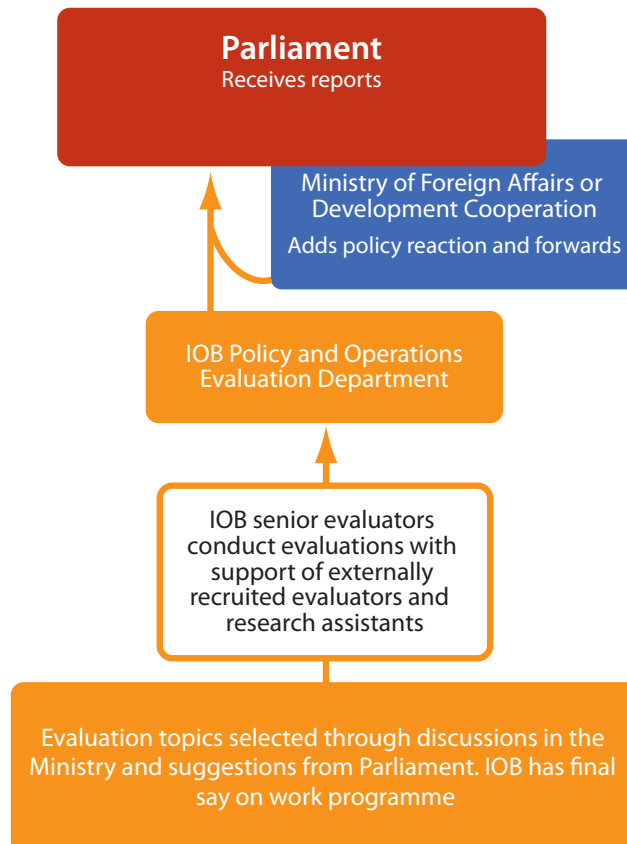 Parliament
Receives reports
Ministry of Foreign Affairs or
Development Cooperation
Adds policy reaction and forwards
IOB Policy and Operations
Evaluation Department
IOB senior evaluators
conduct evaluations with
support of externally
recruited evaluators and
research assistants
Evaluation topics selected through discussions in the
Ministry and suggestions from Parliament. IOB has final
say on work programme